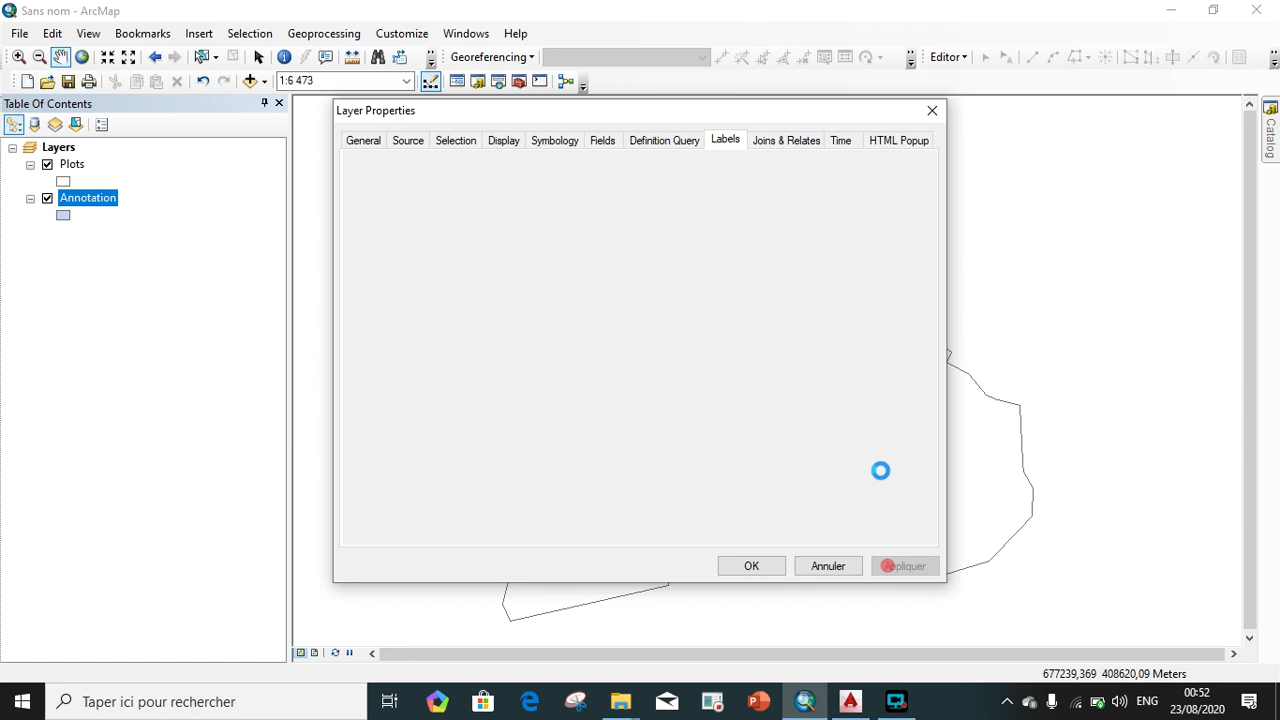 Sans nom - ArcMap
File Edit View Bookmarks Insert Selection Geoprocessing Customize Windows Help
Georeferencing Editor
1:6 473
Table Of Contents
Layers
Plots
Annotation
Layer Properties
General Source Selection Display Symbology Fields Definition Query Labels Joins & Relates Time HTML Popup
OK Annuler Appliquer
Catalog
677239,369 408620,09 Meters
Taper ici pour rechercher
ENG
00:52
23/08/2020